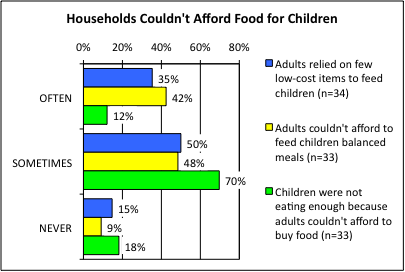 Households Couldn't Afford Food for Children
0% 20% 40% 60% 80%
OFTEN
35%
42%
12%
SOMETIMES
50%
48%
70%
NEVER
15%
9%
18%
Adults relied on few
low-cost items to feed
children (n=34)
Adults couldn't afford to
feed children balanced
meals (n=33)
Children were not
eating enough because
adults couldn't afford to
buy food (n=33)